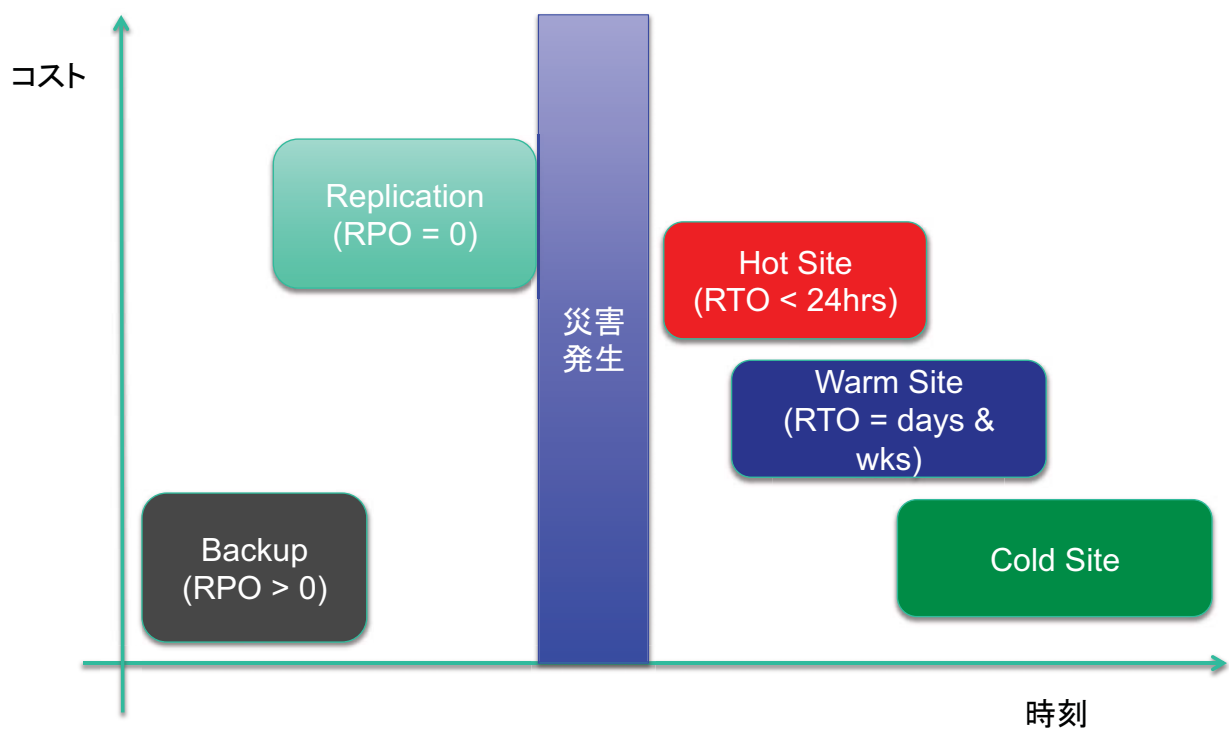 コスト
Replication
(RPO = 0)
Hot Site
(RTO < 24hrs)
災害
発生
Warm Site
(RTO = days &
wks)
Backup
(RPO > 0)
Cold Site
時刻